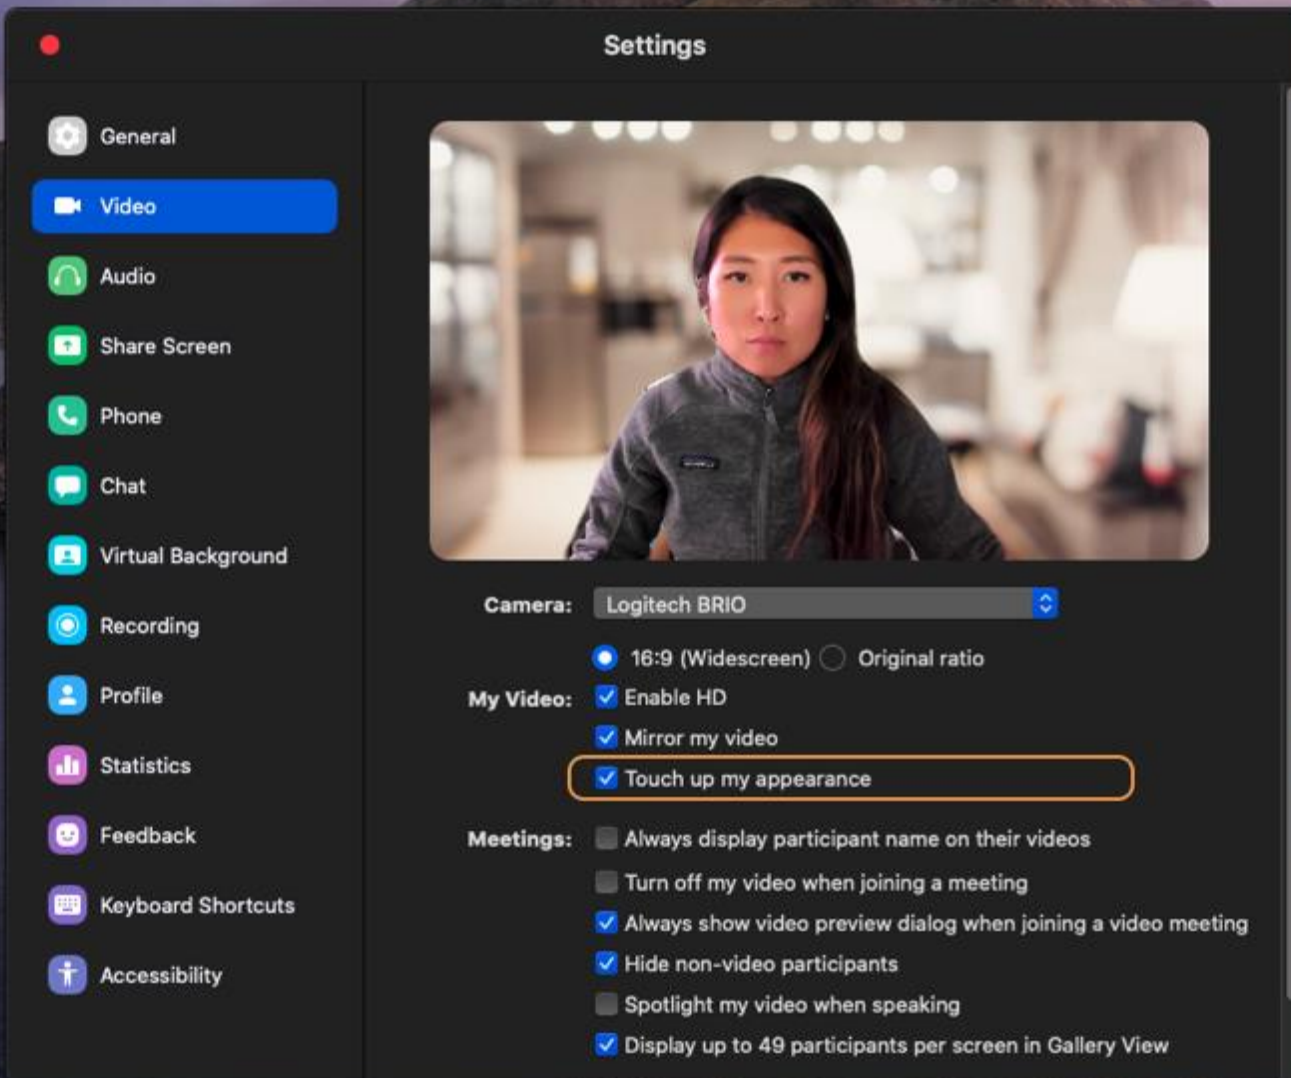 Settings
General
Video
Audio
Share Screen
Phone
Chat
Virtual Background
Recording
Profile
Statistics
Feedback
Keyboard Shortcuts
Accessibility
Camera: Logitech BRIO
16:9 (Widescreen) Original ratio
My Video: Enable HD
Mirror my video
Touch up my appearance
Meetings: Always display participant name on their videos
Turn off my video when joining a meeting
Always show video preview dialog when joining a video meeting
Hide non-video participants
Spotlight my video when speaking
Display up to 49 participants per screen in Gallery View